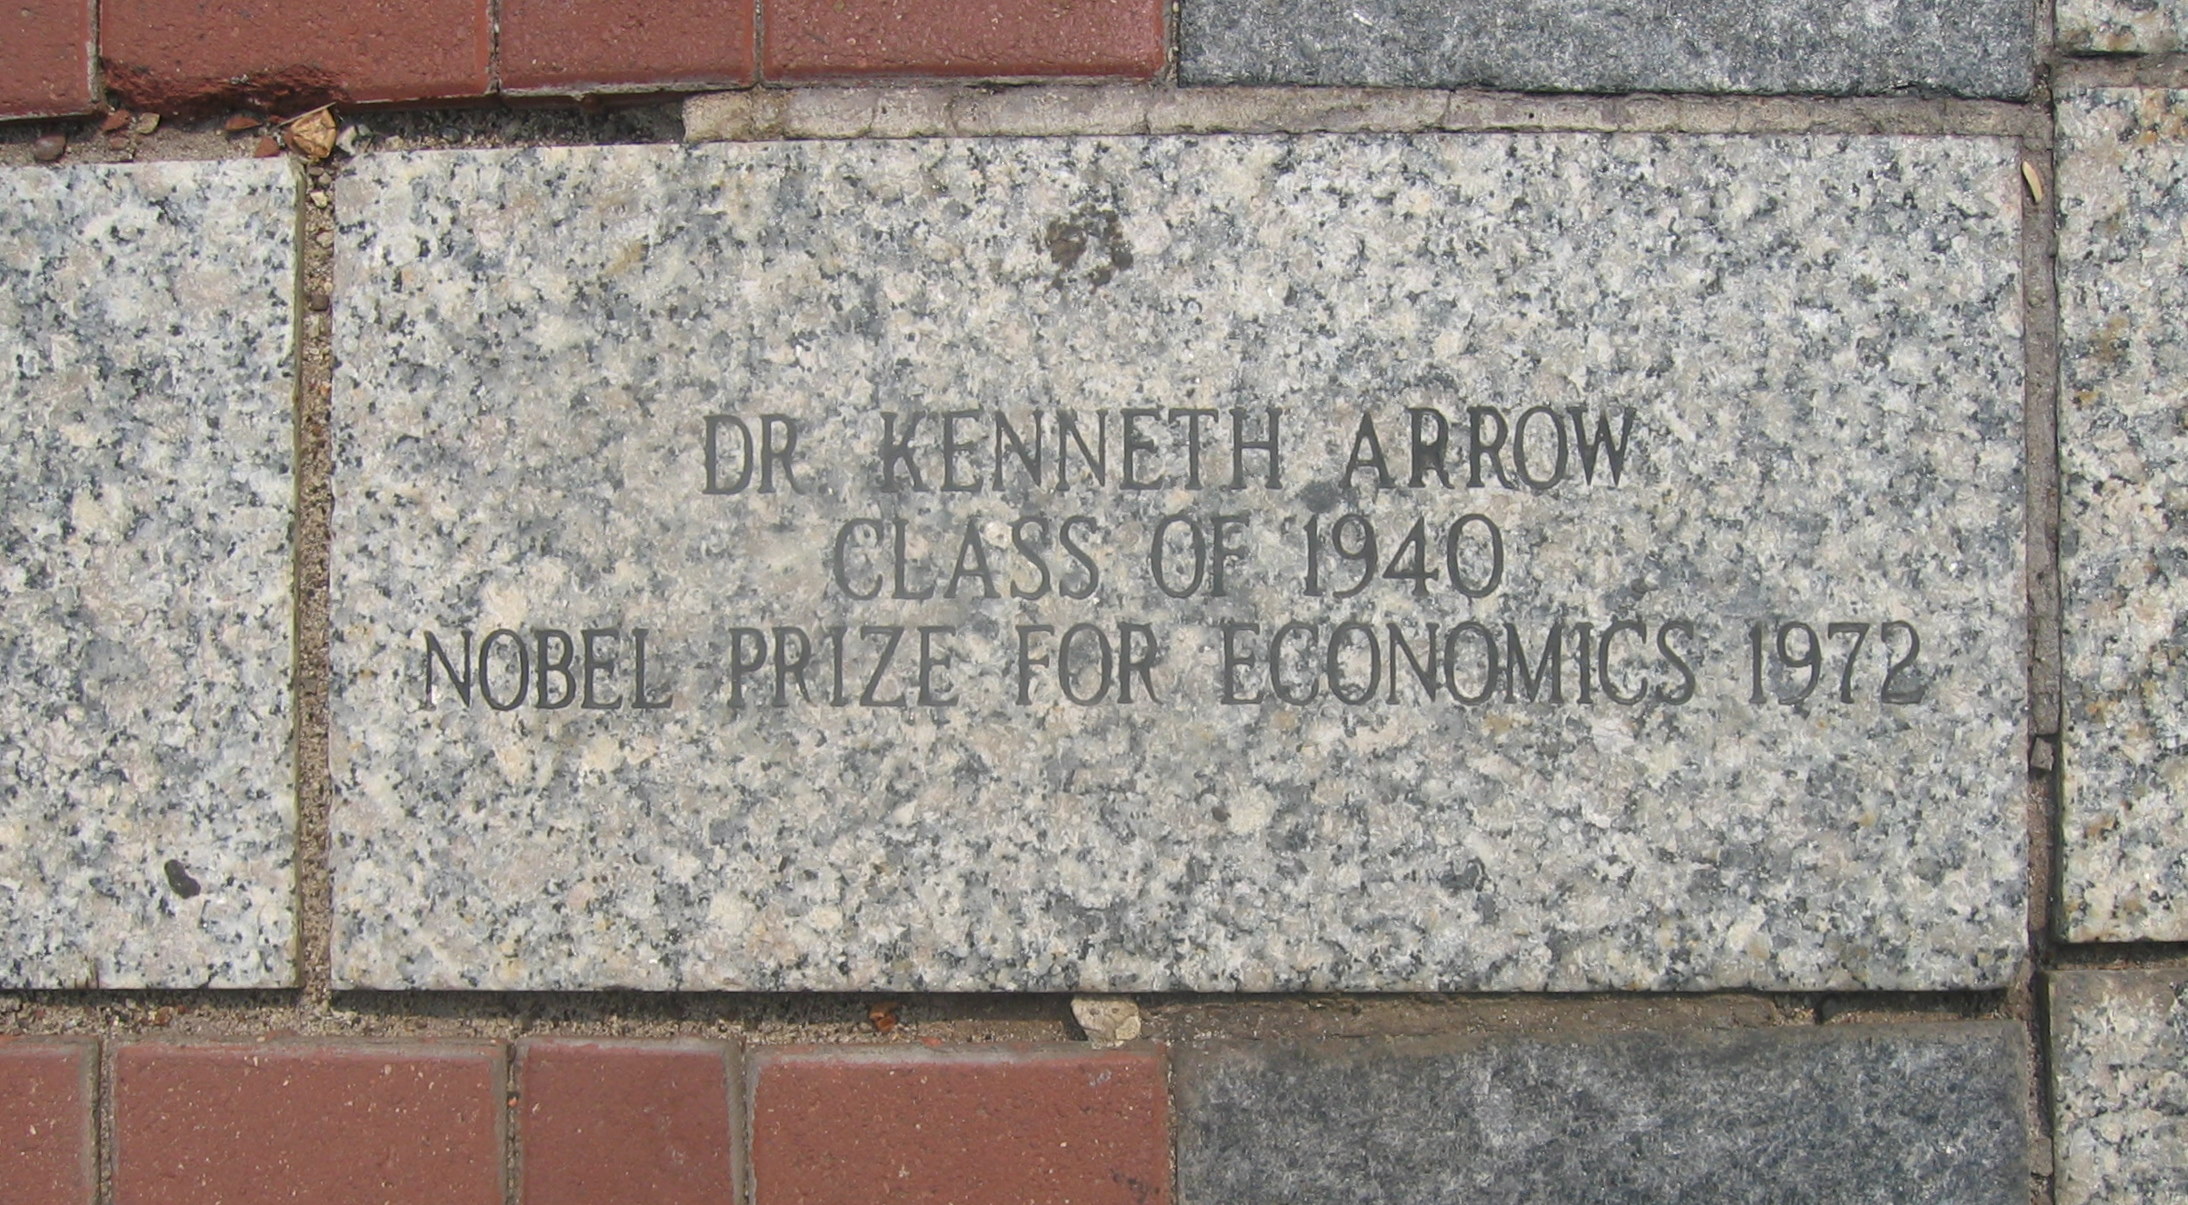 DR KENNETH ARROW
CLASS OF 1940
NOBEL PRIZE FOR ECONOMICS 1972